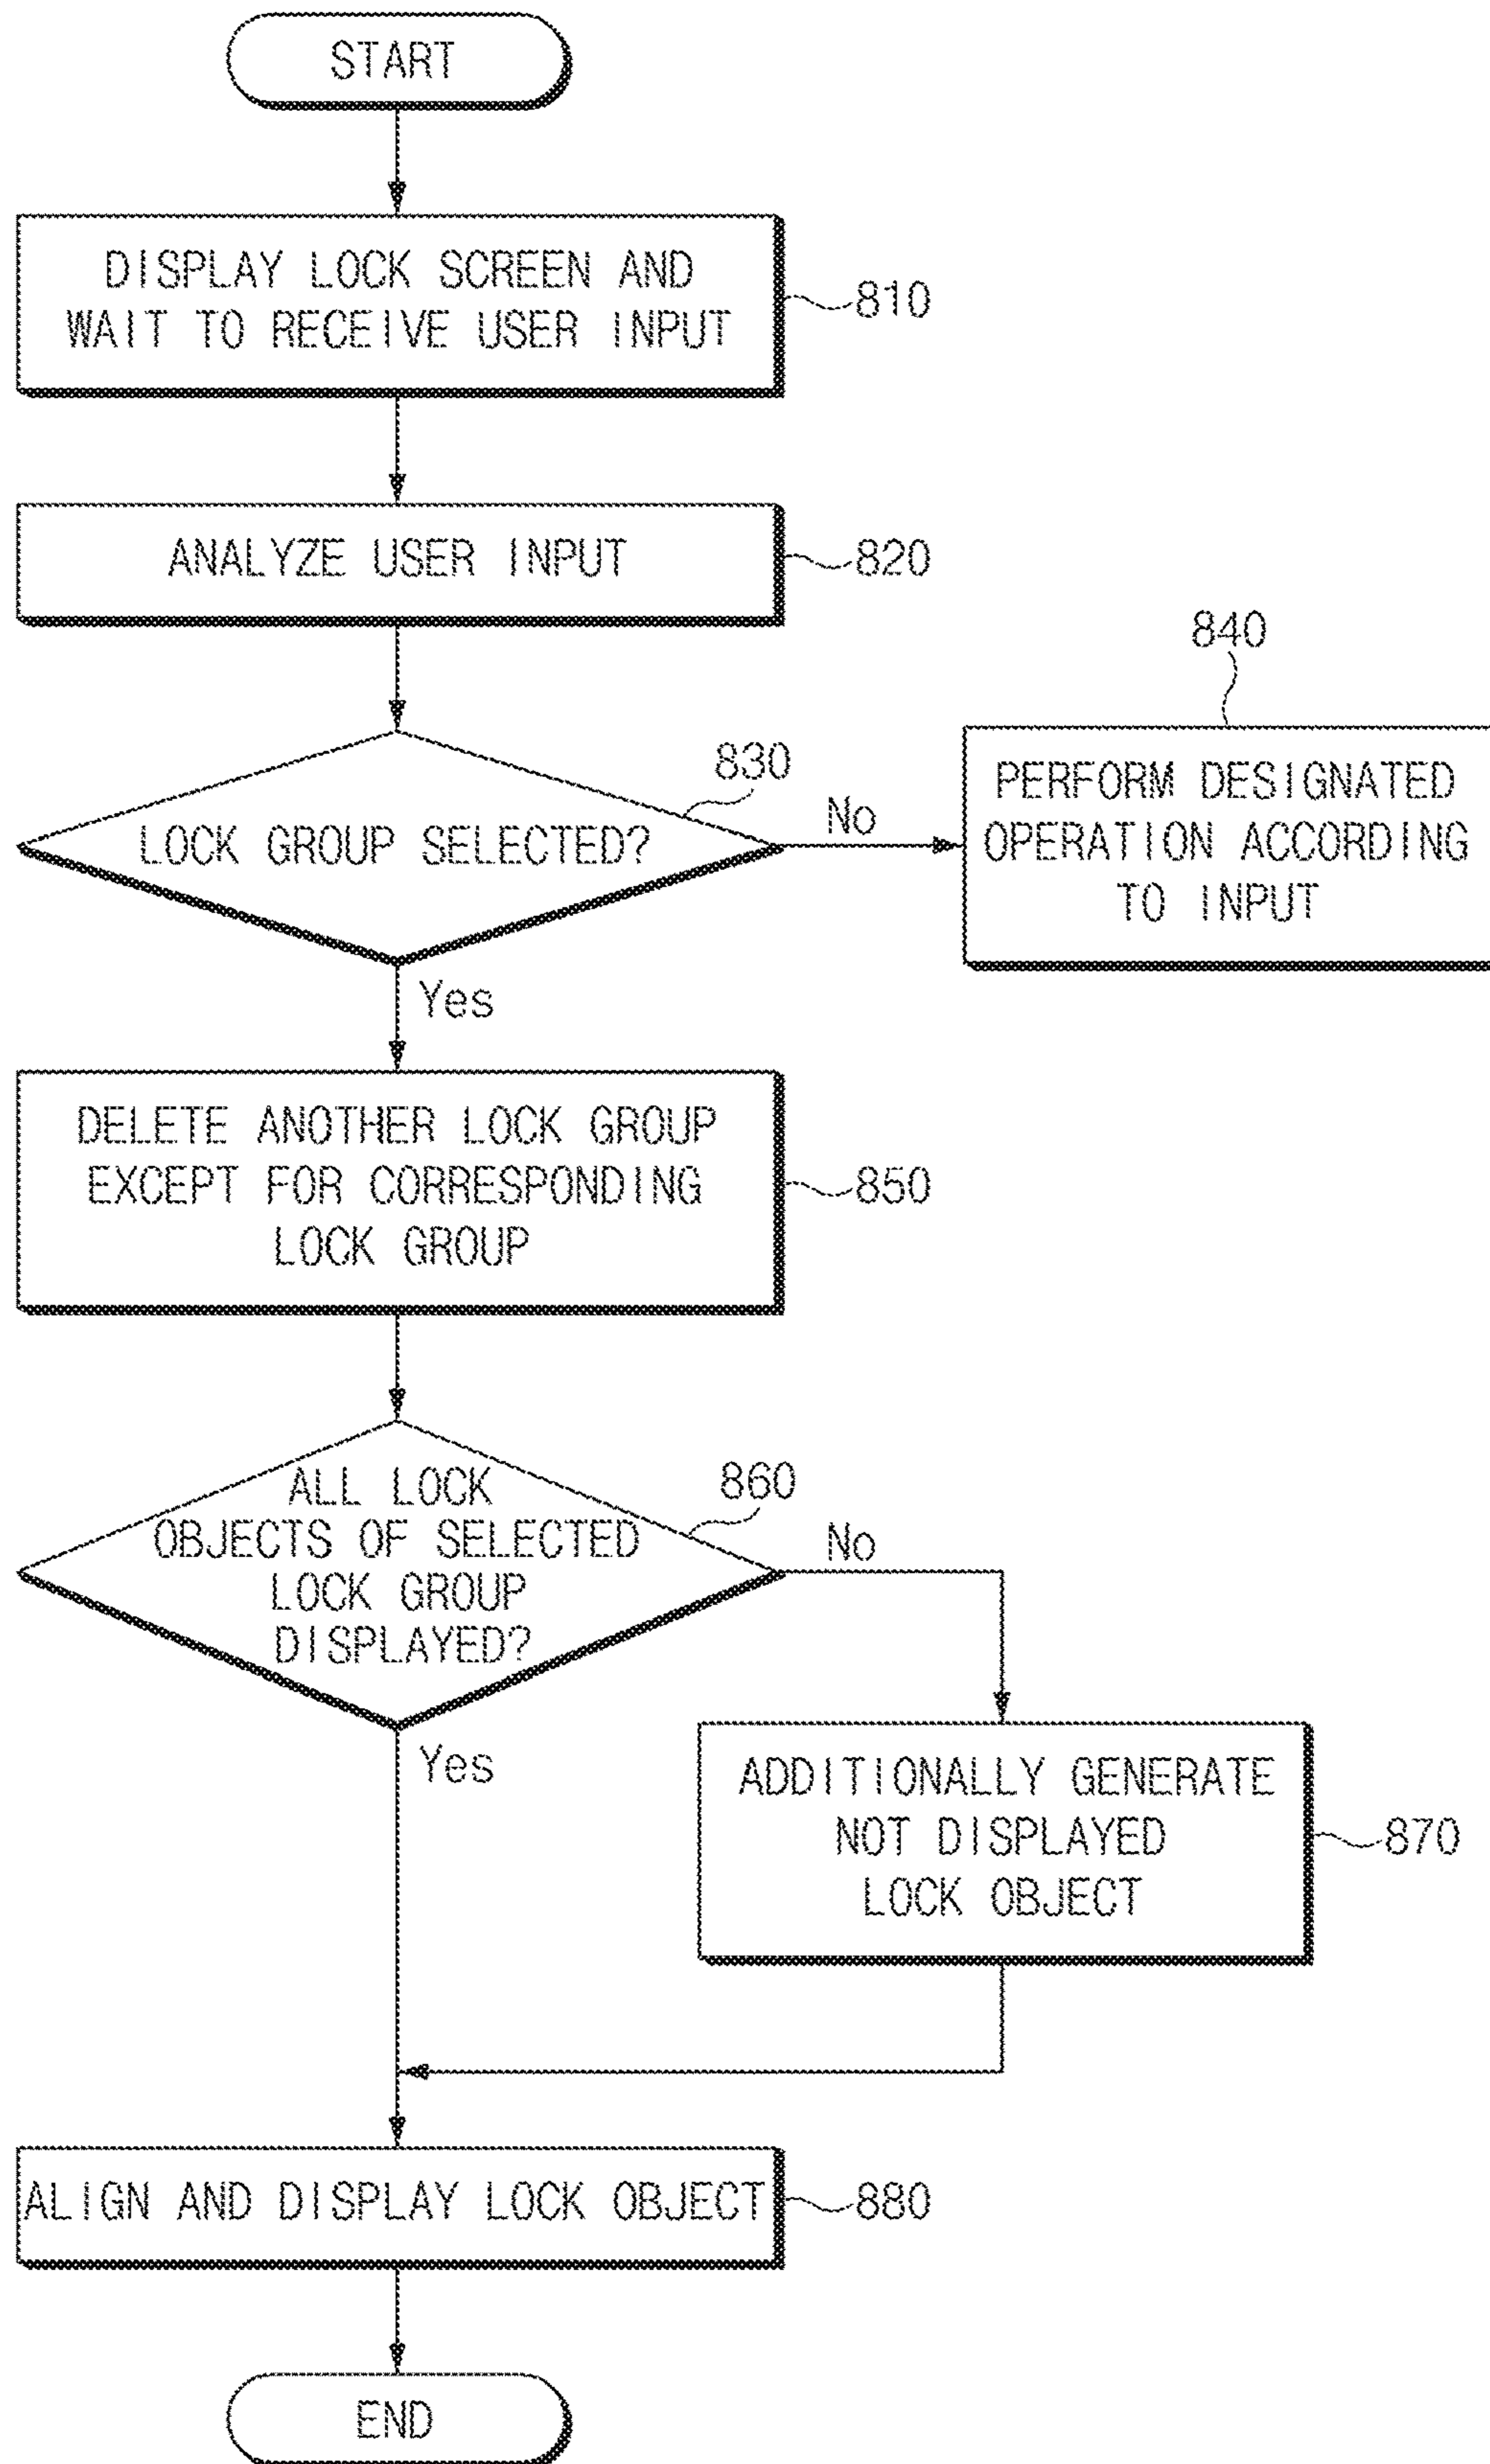 START
DISPLAY LOCK SCREEN AND
WAIT TO RECEIVE USER INPUT
810
ANALYZE USER INPUT
820
LOCK GROUP SELECTED?
830
No
840
PERFORM DESIGNATED
OPERATION ACCORDING
TO INPUT
Yes
DELETE ANOTHER LOCK GROUP
EXCEPT FOR CORRESPONDING
LOCK GROUP
850
ALL LOCK
OBJECTS OF SELECTED
LOCK GROUP
DISPLAYED?
860
No
Yes
ADDITIONALLY GENERATE
NOT DISPLAYED
LOCK OBJECT
870
ALIGN AND DISPLAY LOCK OBJECT
880
END